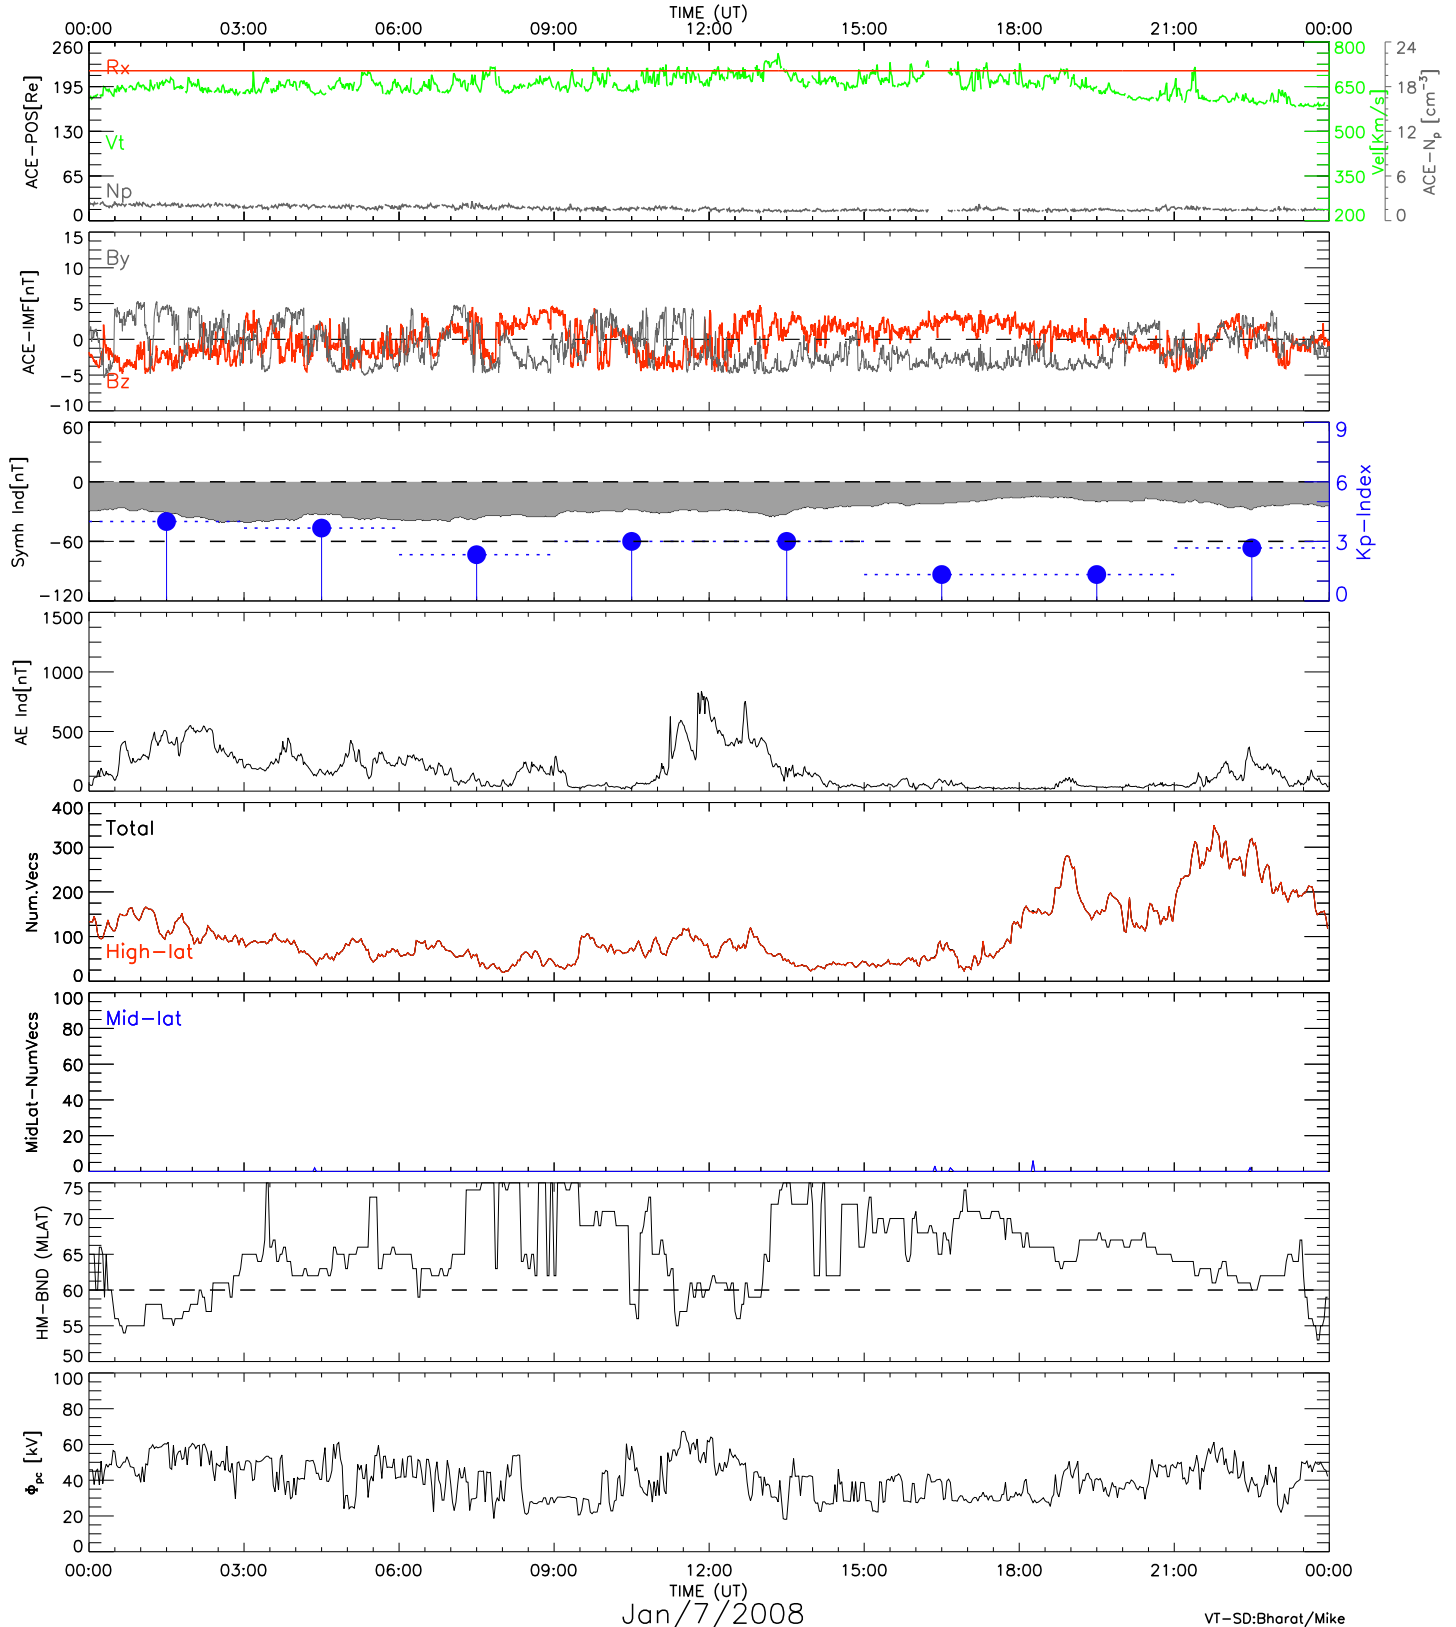 TIME (UT)
00:00 03:00 06:00 09:00 12:00 15:00 18:00 21:00 00:00
ACE-POS[Re]
260
195
130
65
0
Rx
Vt
Np
800
650
500
350
200
Vel[Km/s]
24
18
12
6
0
ACE-Np [cm-3]
ACE-IMF[nT]
15
10
5
0
-5
-10
By
Bz
Symh Ind[nT]
60
0
-60
-120
9
6
3
0
Kp-Index
AE Ind[nT]
1500
1000
500
0
Num.Vecs
400
300
200
100
0
Total
High-lat
MidLat-NumVecs
100
80
60
40
20
0
Mid-lat
HM-BND (MLAT)
75
70
65
60
55
50
Φpc [kV]
100
80
60
40
20
0
00:00 03:00 06:00 09:00 12:00 15:00 18:00 21:00 00:00
TIME (UT)
Jan/7/2008
VT-SD:Bharat/Mike